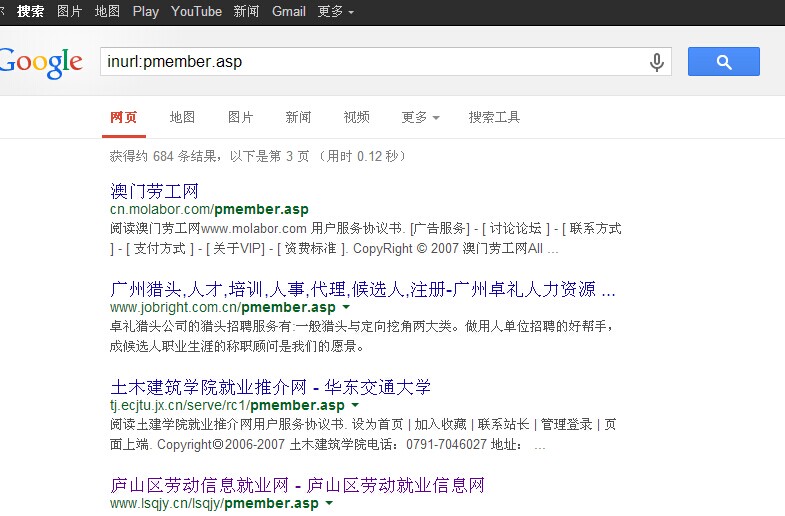 搜索 图片 地图 Play YouTube 新闻 Gmail 更多
Google inurl:pmember.asp
网页 地图 图片 新闻 视频 更多 搜索工具
获得约 684 条结果，以下是第 3 页 （用时 0.12 秒）
澳门劳工网
cn.molabor.com/pmember.asp
阅读澳门劳工网www.molabor.com 用户服务协议书. [广告服务] - [ 讨论论坛 ] - [ 联系方式
] - [ 支付方式 ] - [ 关于VIP] - [ 资费标准 ]. CopyRight © 2007 澳门劳工网All ...
广州猎头,人才,培训,人事,代理,候选人,注册-广州卓礼人力资源 ...
www.jobright.com.cn/pmember.asp
卓礼猎头公司的猎头招聘服务有:一般猎头与定向挖角两大类。做用人单位招聘的好帮手，
成候选人职业生涯的称职顾问是我们的愿景。
土木建筑学院就业推介网 - 华东交通大学
tj.ecjtu.jx.cn/serve/rc1/pmember.asp
阅读土建学院就业推介网用户服务协议书. 设为首页 | 加入收藏 | 联系站长 | 管理登录 | 页
面上端. Copyright©2006-2007 土木建筑学院电话：0791-7046027 地址： ...
庐山区劳动信息就业网 - 庐山区劳动就业信息网
www.lsqjy.cn/lsqjy/pmember.asp